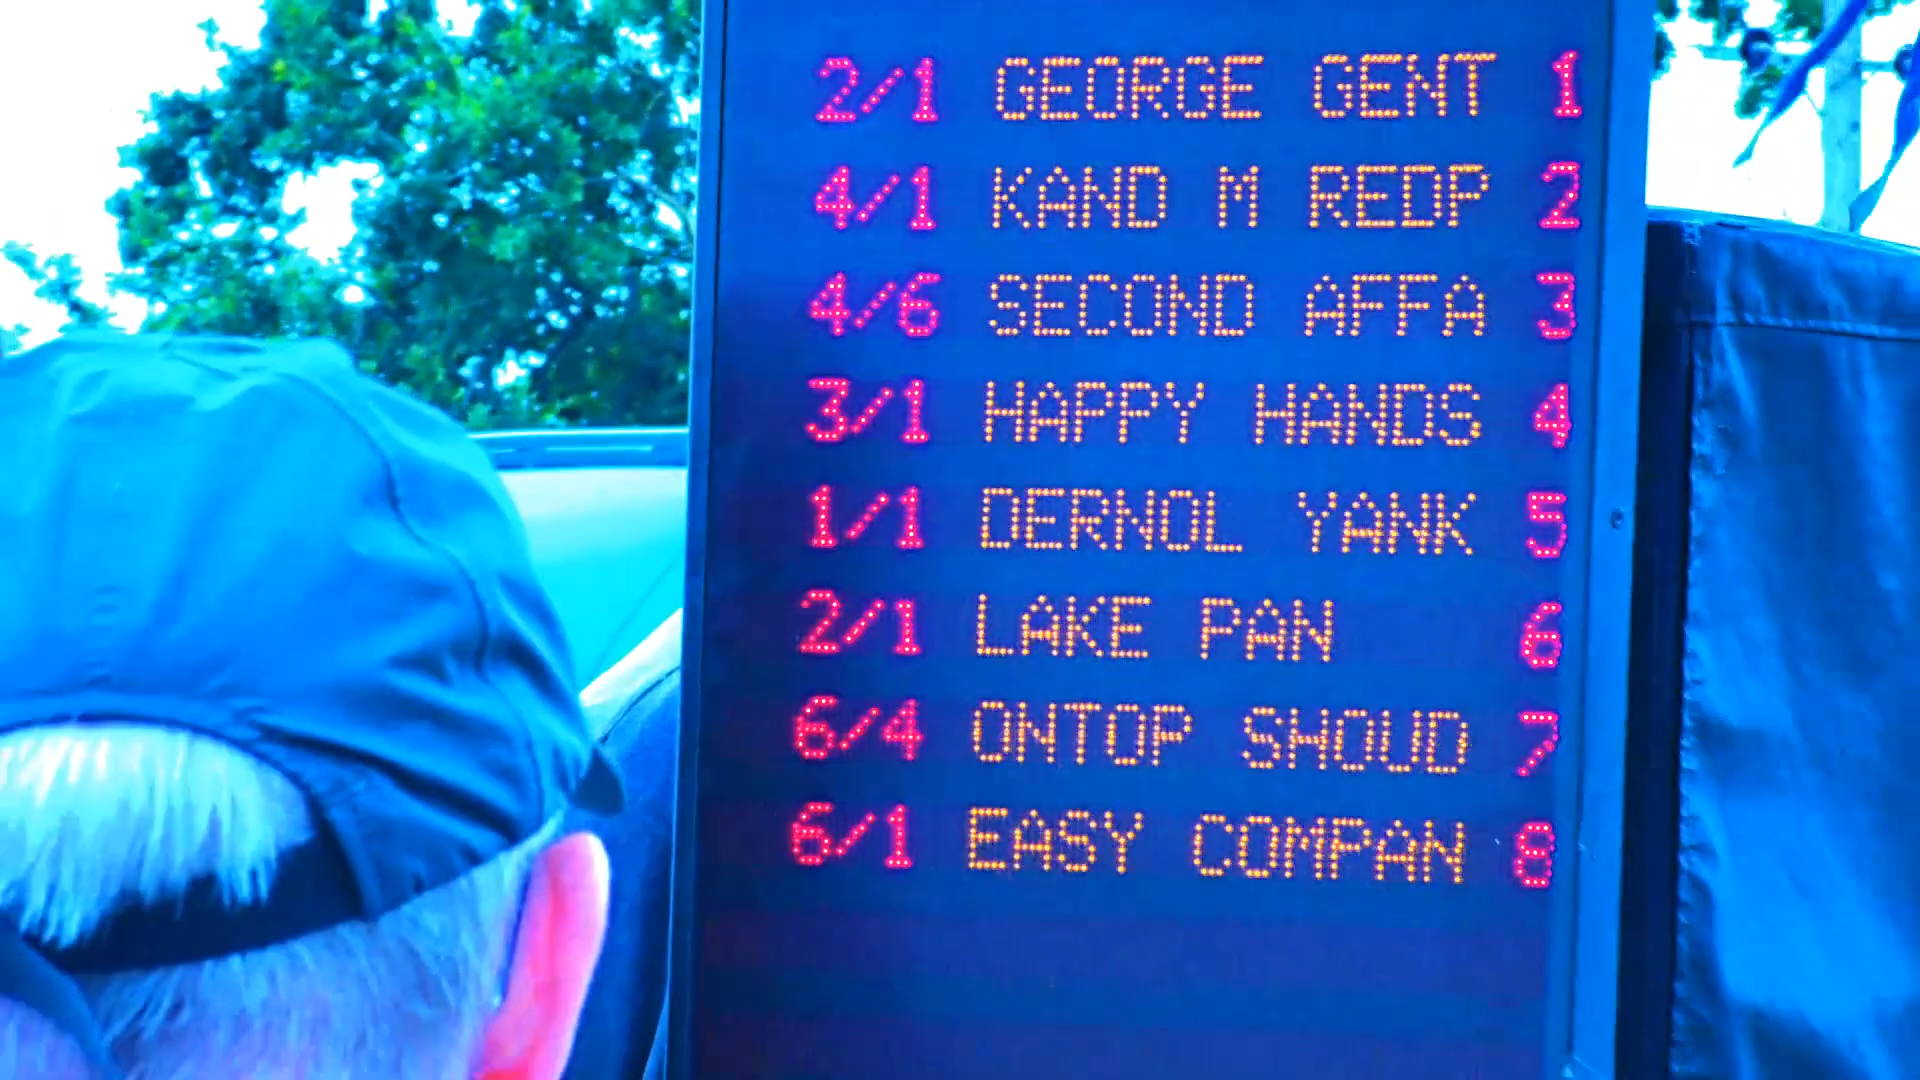 2/1 GEORGE GENT 1
4/1 KAND M REDP 2
4/6 SECOND AFFA 3
3/1 HAPPY HANDS 4
1/1 DERNOL YANK 5
2/1 LAKE PAN 6
6/4 ONTOP SHOUD 7
6/1 EASY COMPAN 8